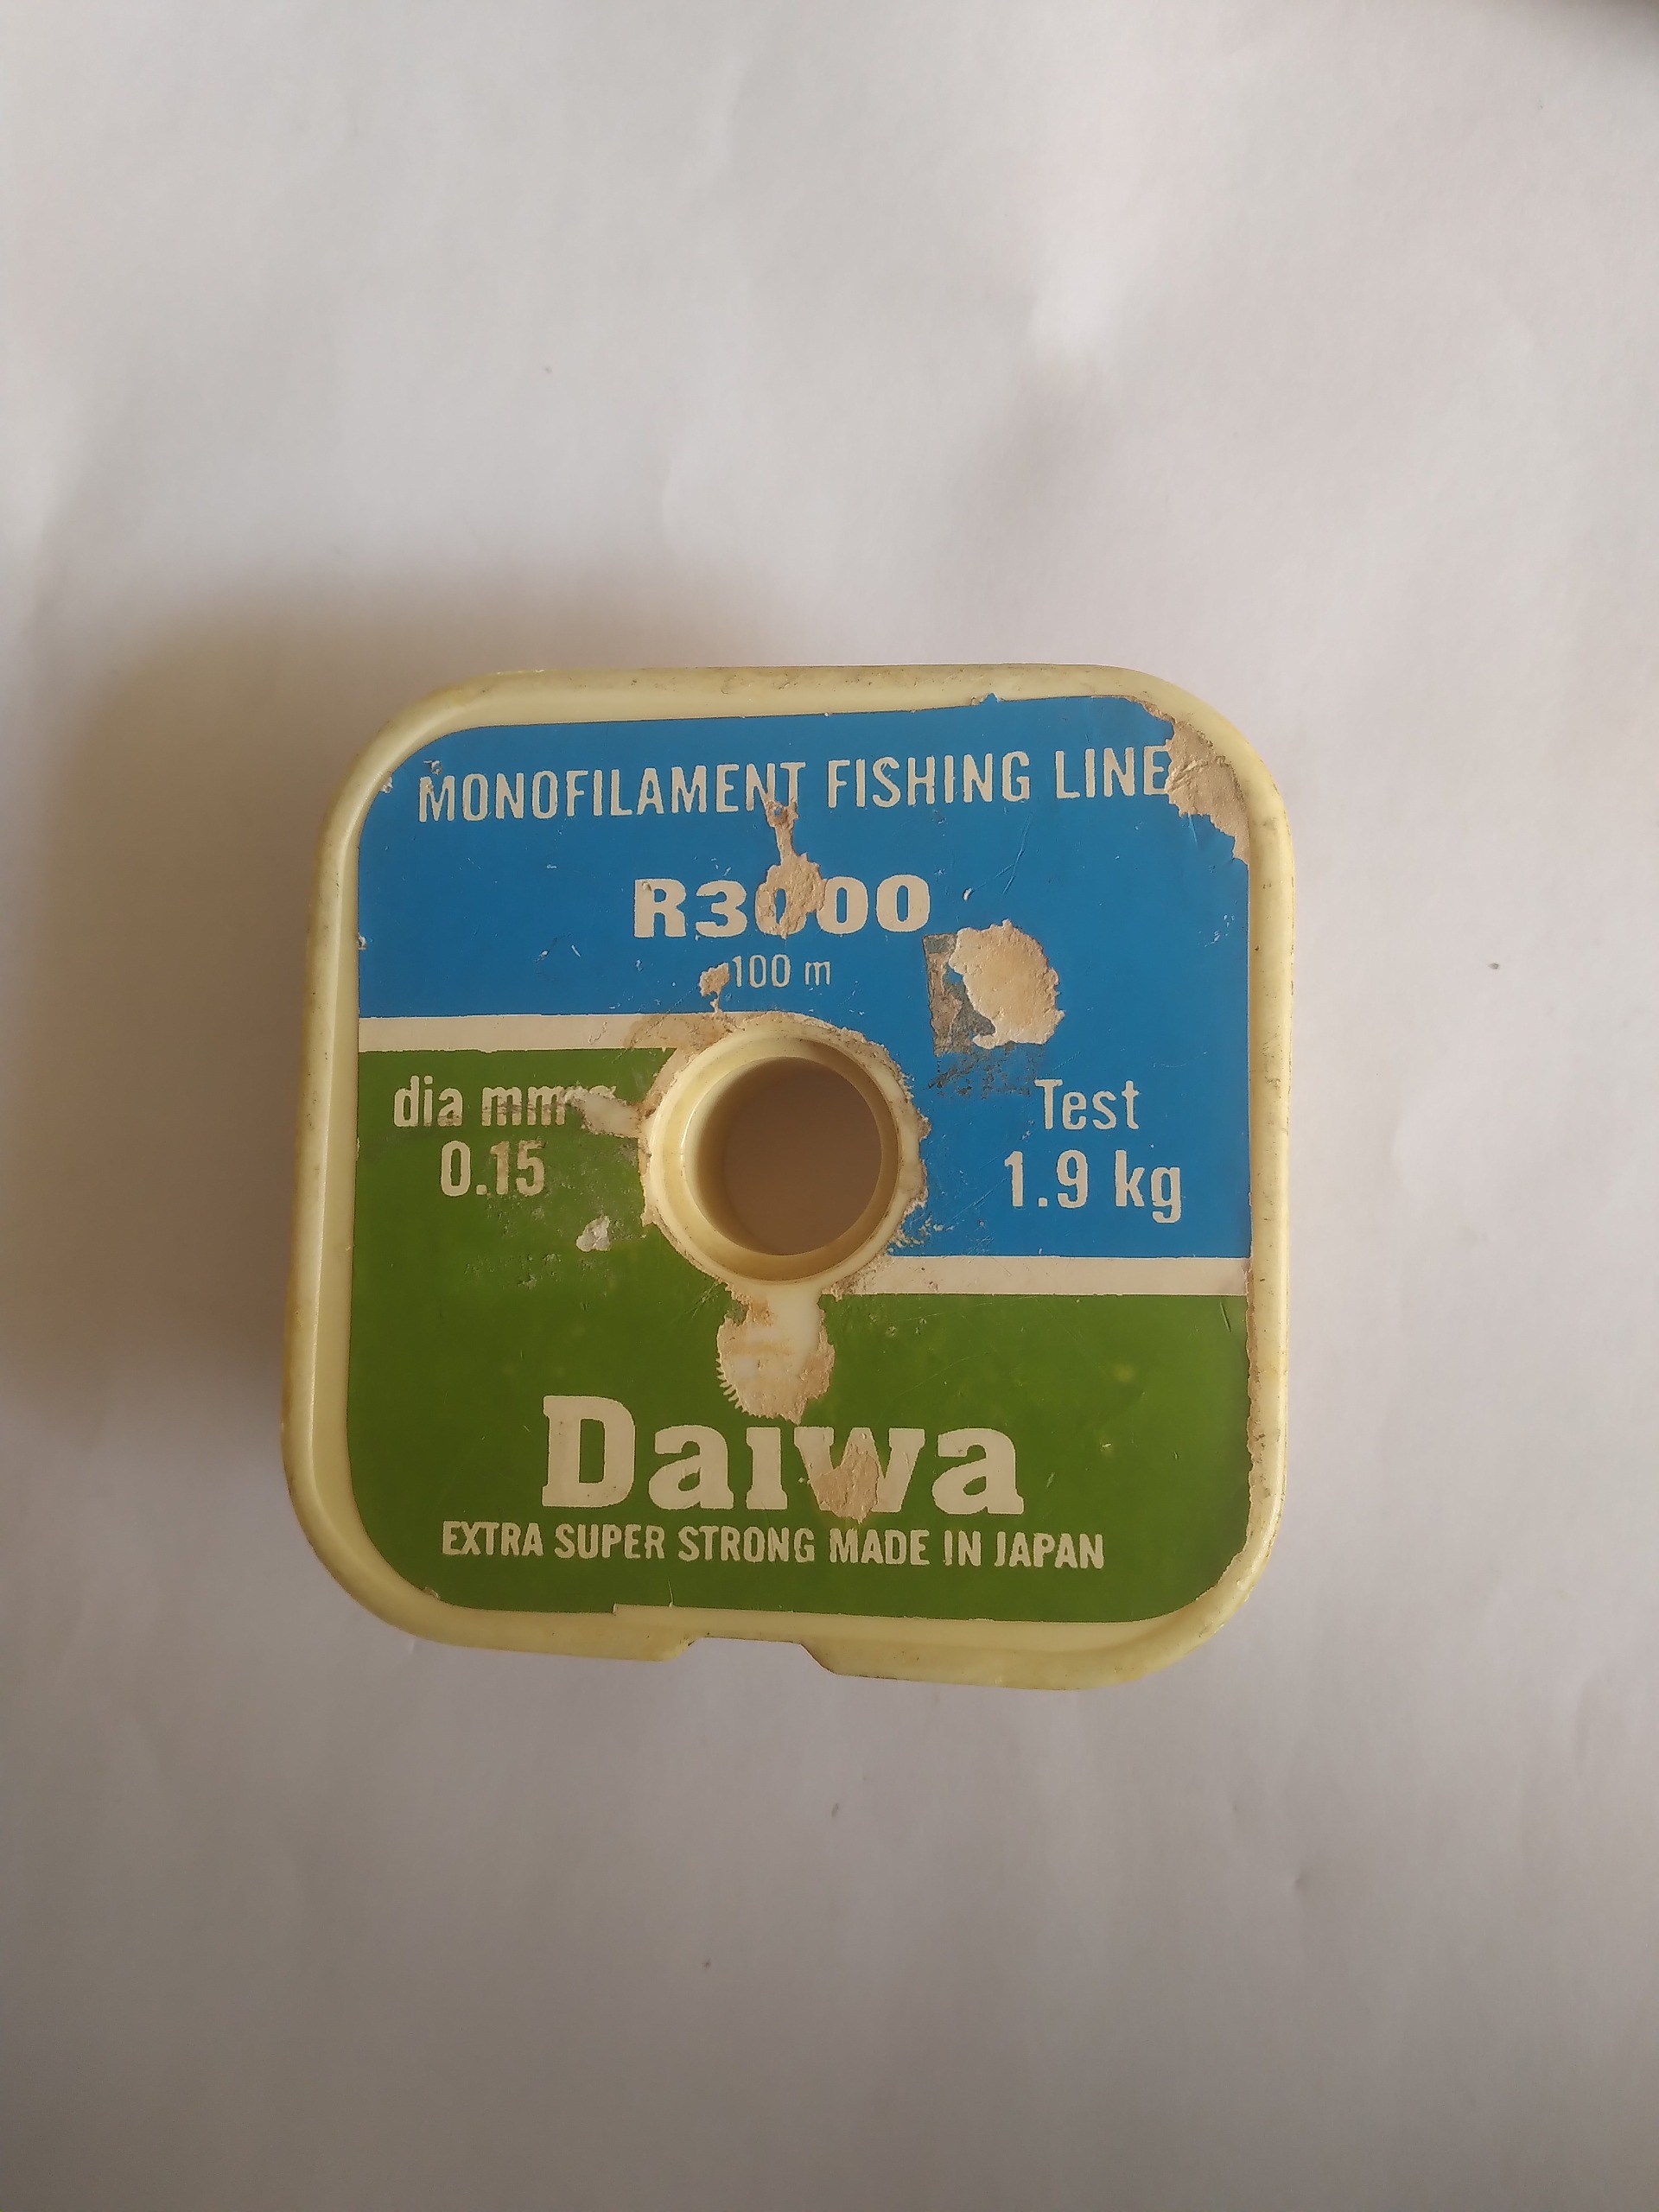 MONOFILAMENT FISHING LINE
R3000
100 m
dia mm
0.15
Test
1.9 kg
Daiwa
EXTRA SUPER STRONG MADE IN JAPAN